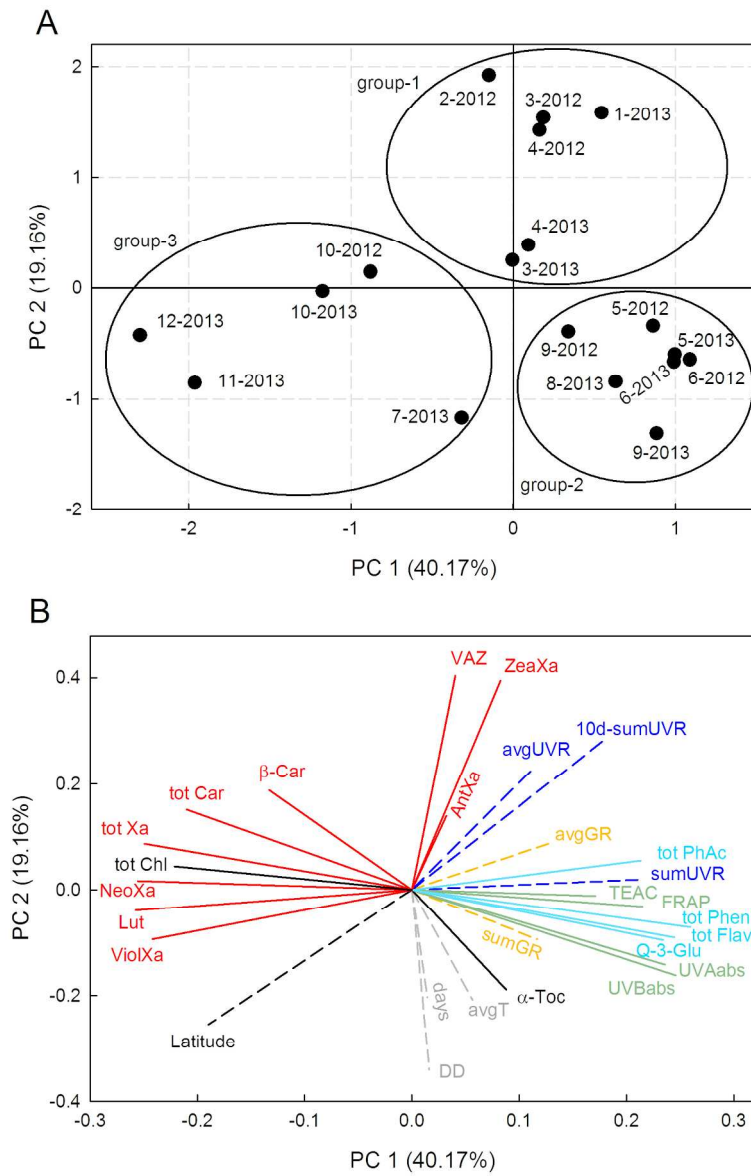 A
group-1
2-2012
3-2012
1-2013
4-2012
4-2013
3-2013
group-3
10-2012
10-2013
12-2013
11-2013
7-2013
5-2012
9-2012
5-2013
8-2013
6-2013
6-2012
9-2013
group-2
2
1
0
-1
-2
PC 2 (19.16%)
-2
-1
0
1
PC 1 (40.17%)
B
VAZ
ZeaXa
10d-sumUVR
avgUVR
β-Car
AntXa
tot Car
tot Xa
avgGR
tot PhAc
tot Chl
sumUVR
NeoXa
TEAC
FRAP
Lut
tot Phen
tot Flav
sumGR
Q-3-Glu
ViolXa
UVAabs
UVBabs
α-Toc
days
avgT
Latitude
DD
0.4
0.2
0.0
-0.2
-0.4
PC 2 (19.16%)
-0.3
-0.2
-0.1
0.0
0.1
0.2
0.3
PC 1 (40.17%)